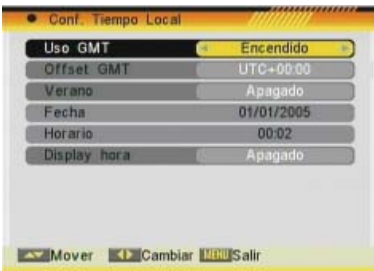 Conf. Tiempo Local
Uso GMT Encendido
Offset GMT UTC+00:00
Verano Apagado
Fecha 01/01/2005
Horario 00:02
Display hora Apagado
Mover Cambiar MENU Salir